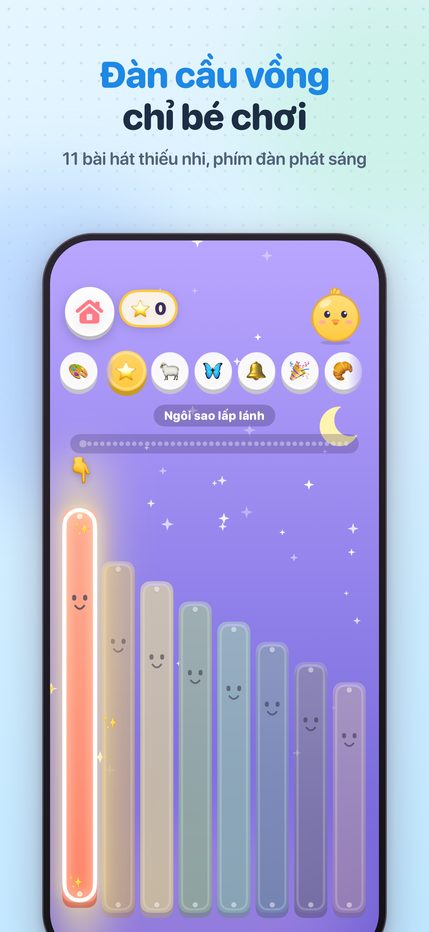 Đàn cầu vồng
chỉ bé chơi
11 bài hát thiếu nhi, phím đàn phát sáng
0
Ngôi sao lấp lánh